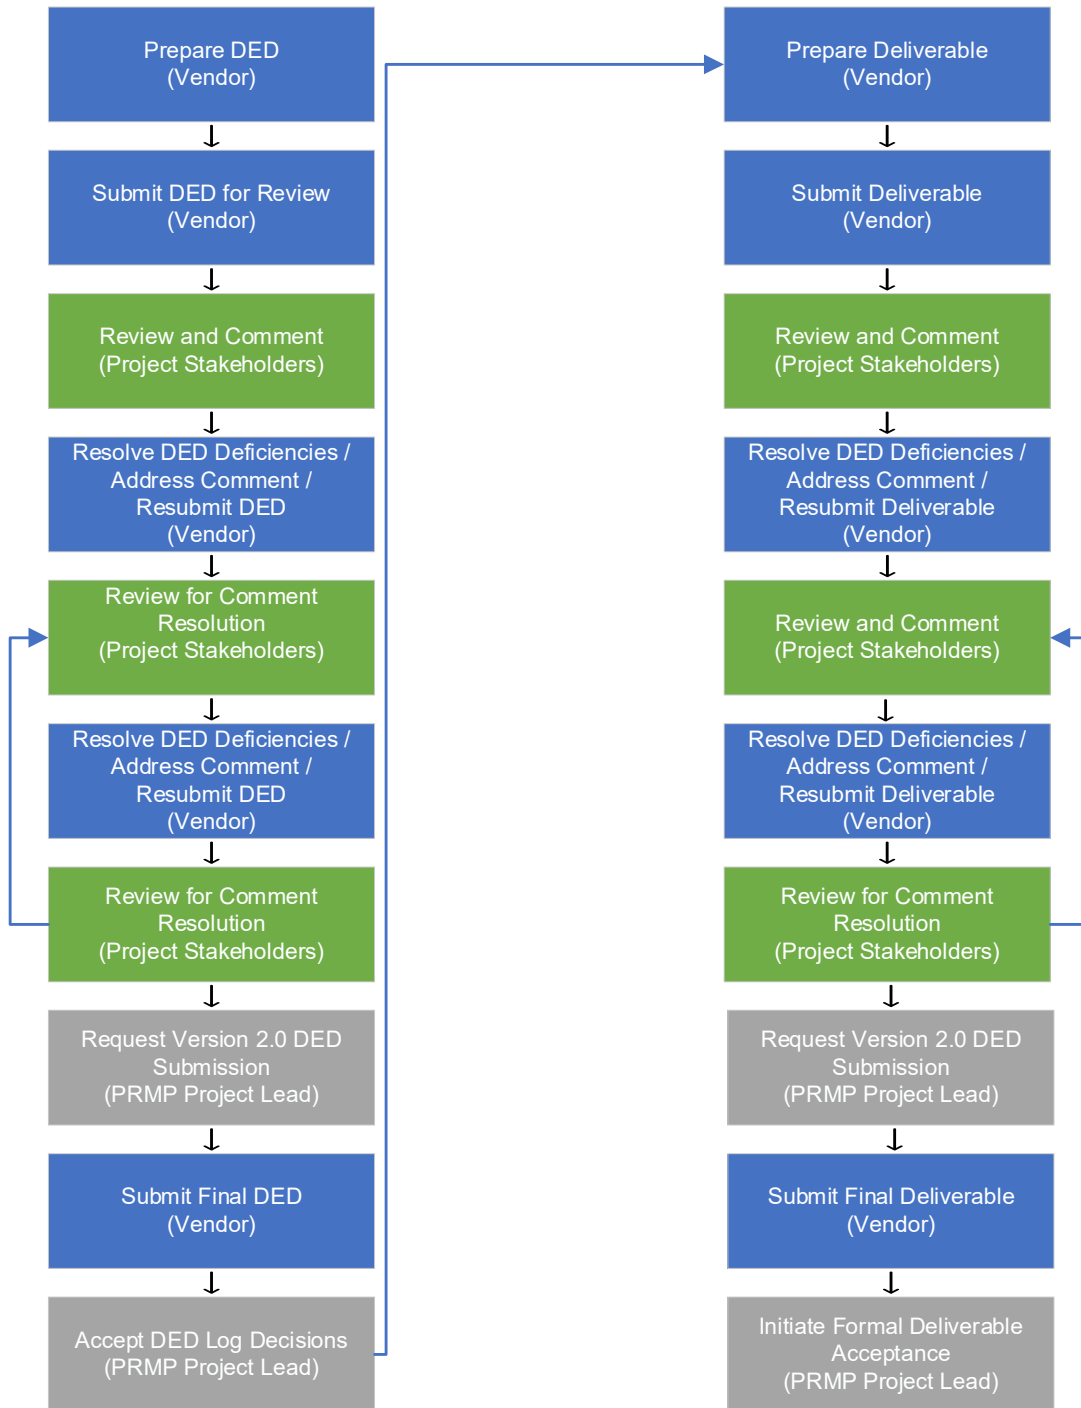 Prepare DED
(Vendor)
Submit DED for Review
(Vendor)
Review and Comment
(Project Stakeholders)
Resolve DED Deficiencies /
Address Comment /
Resubmit DED
(Vendor)
Review for Comment
Resolution
(Project Stakeholders)
Resolve DED Deficiencies /
Address Comment /
Resubmit DED
(Vendor)
Review for Comment
Resolution
(Project Stakeholders)
Request Version 2.0 DED
Submission
(PRMP Project Lead)
Submit Final DED
(Vendor)
Accept DED Log Decisions
(PRMP Project Lead)
Prepare Deliverable
(Vendor)
Submit Deliverable
(Vendor)
Review and Comment
(Project Stakeholders)
Resolve DED Deficiencies /
Address Comment /
Resubmit Deliverable
(Vendor)
Review and Comment
(Project Stakeholders)
Resolve DED Deficiencies /
Address Comment /
Resubmit Deliverable
(Vendor)
Review for Comment
Resolution
(Project Stakeholders)
Request Version 2.0 DED
Submission
(PRMP Project Lead)
Submit Final Deliverable
(Vendor)
Initiate Formal Deliverable
Acceptance
(PRMP Project Lead)